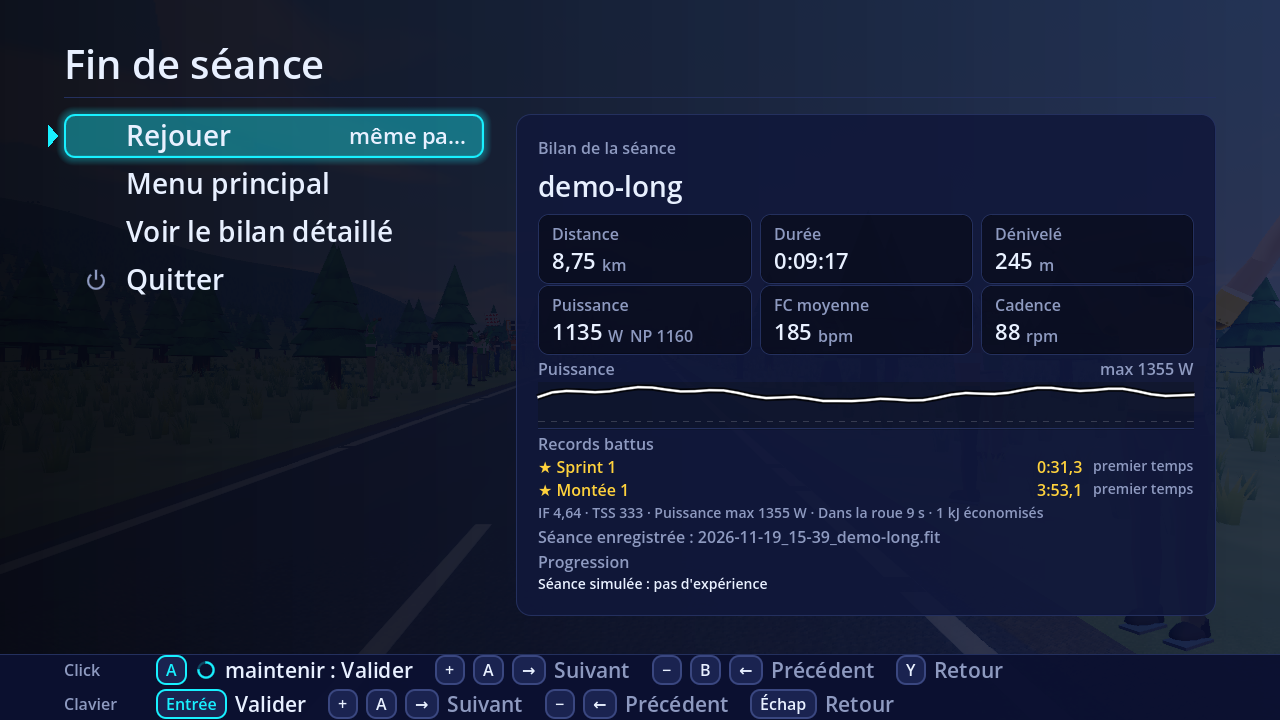 Fin de séance
Rejouer même pa...
Menu principal
Voir le bilan détaillé
Quitter
Bilan de la séance
demo-long
Distance Durée Dénivelé
8,75 km 0:09:17 245 m
Puissance FC moyenne Cadence
1135 W NP 1160 185 bpm 88 rpm
Puissance max 1355 W
Records battus
★ Sprint 1 0:31,3 premier temps
★ Montée 1 3:53,1 premier temps
IF 4,64 · TSS 333 · Puissance max 1355 W · Dans la roue 9 s · 1 kJ économisés
Séance enregistrée : 2026-11-19_15-39_demo-long.fit
Progression
Séance simulée : pas d'expérience
Click A maintenir : Valider + A → Suivant − B ← Précédent Y Retour
Clavier Entrée Valider + A → Suivant − ← Précédent Échap Retour